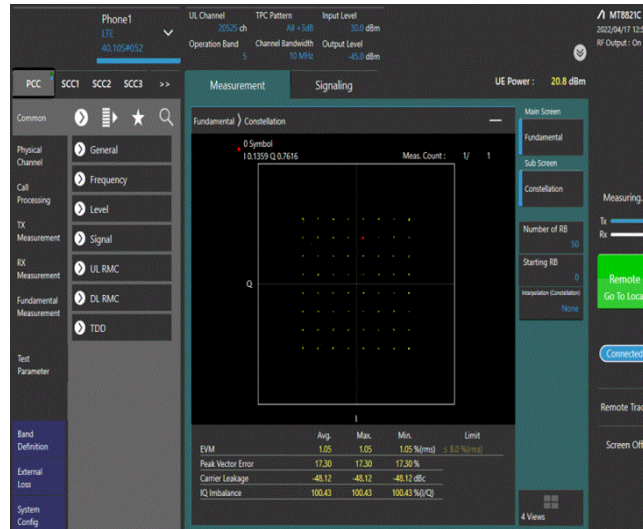 Phone1
LTE
40.10S#052
UL Channel
20525 ch
TPC Pattern
All +3dB
Input Level
30.0 dBm
Operation Band
5
Channel Bandwidth
10 MHz
Output Level
-45.0 dBm
MT8821C
2022/04/17 12:5
RF Output : On
PCC
SCC1
SCC2
SCC3
>>
Measurement
Signaling
UE Power : 20.8 dBm
Common
Physical
Channel
Call
Processing
TX
Measurement
RX
Measurement
Fundamental
Measurement
Test
Parameter
Band
Definition
External
Loss
System
Config
General
Frequency
Level
Signal
UL RMC
DL RMC
TDD
Fundamental
Constellation
0 Symbol
I 0.1359 Q 0.7616
Meas. Count : 1/ 1
Q
I
Avg. Max. Min. Limit
EVM 1.05 1.05 1.05 %(rms) ≤ 8.0 %(rms)
Peak Vector Error 17.30 17.30 17.30 %
Carrier Leakage -48.12 -48.12 -48.12 dBc
IQ Imbalance 100.43 100.43 100.43 %(I/Q)
Main Screen
Fundamental
Sub Screen
Constellation
Number of RB
50
Starting RB
0
Interpolation (Constellation)
None
4 Views
Measuring.
Tx
Rx
Remote
Go To Loca
Connected
Remote Trac
Screen Off